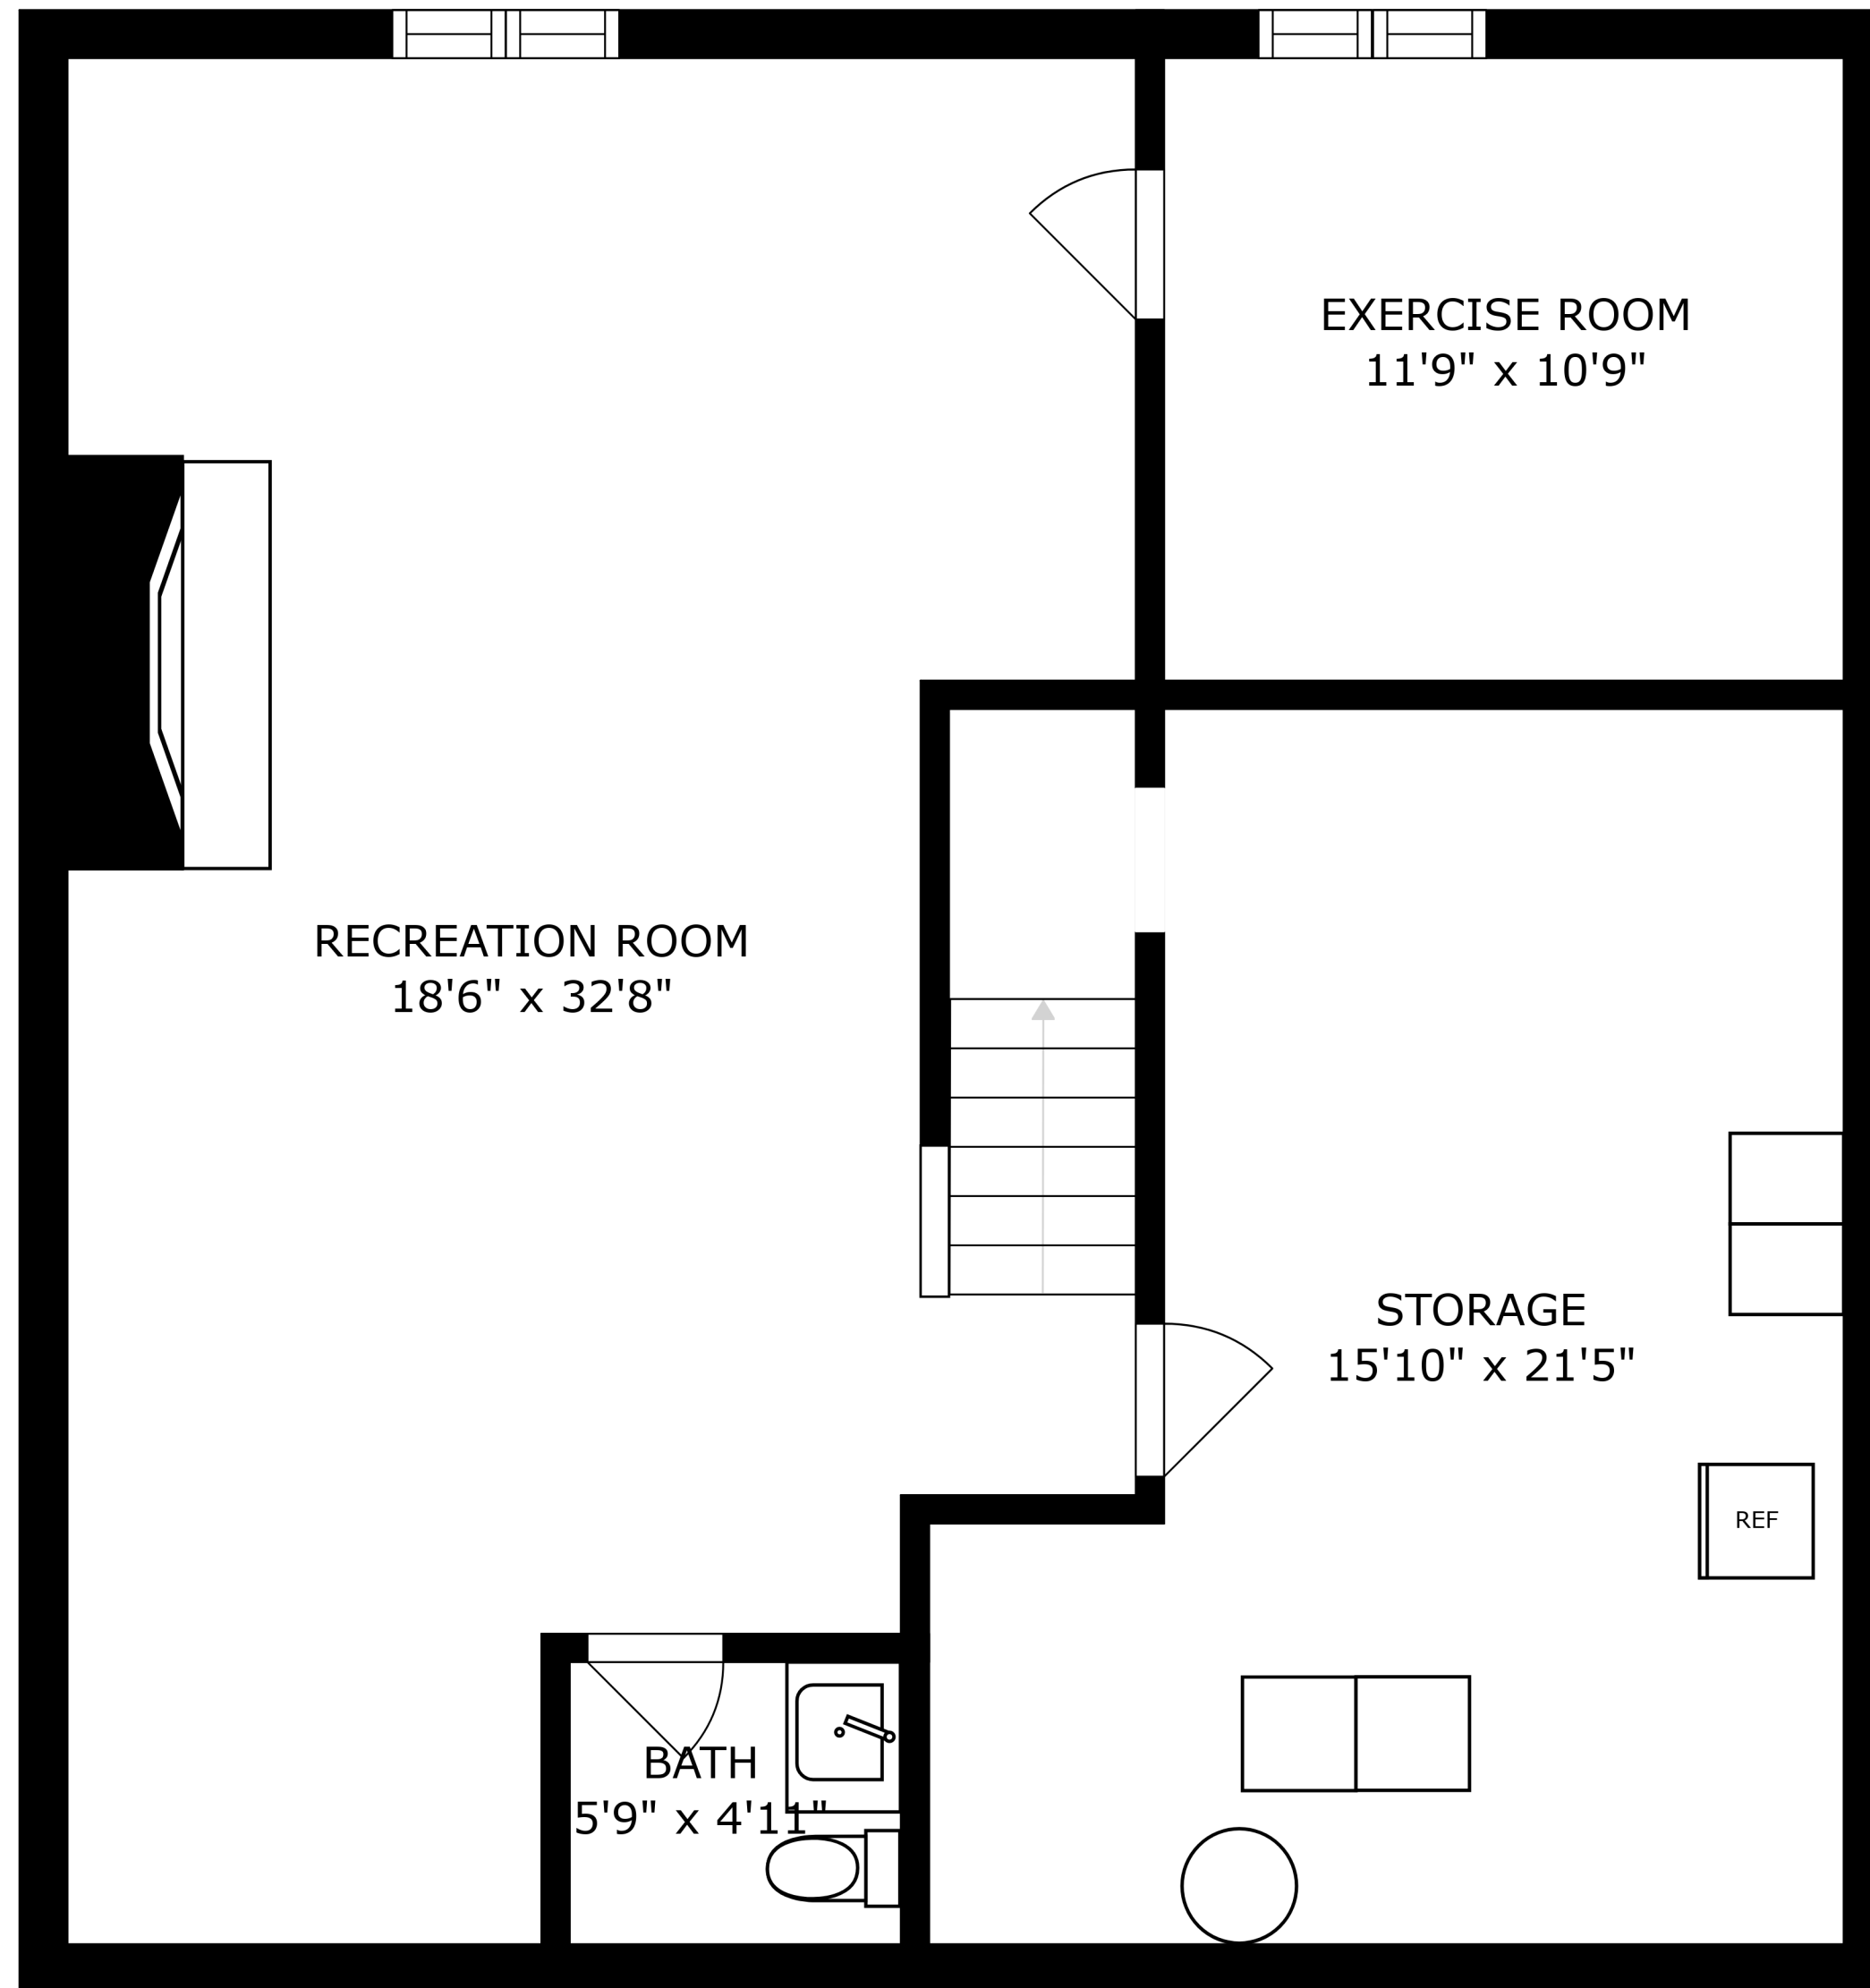 EXERCISE ROOM
11'9" x 10'9"
RECREATION ROOM
18'6" x 32'8"
STORAGE
15'10" x 21'5"
REF
BATH
5'9" x 4'11"